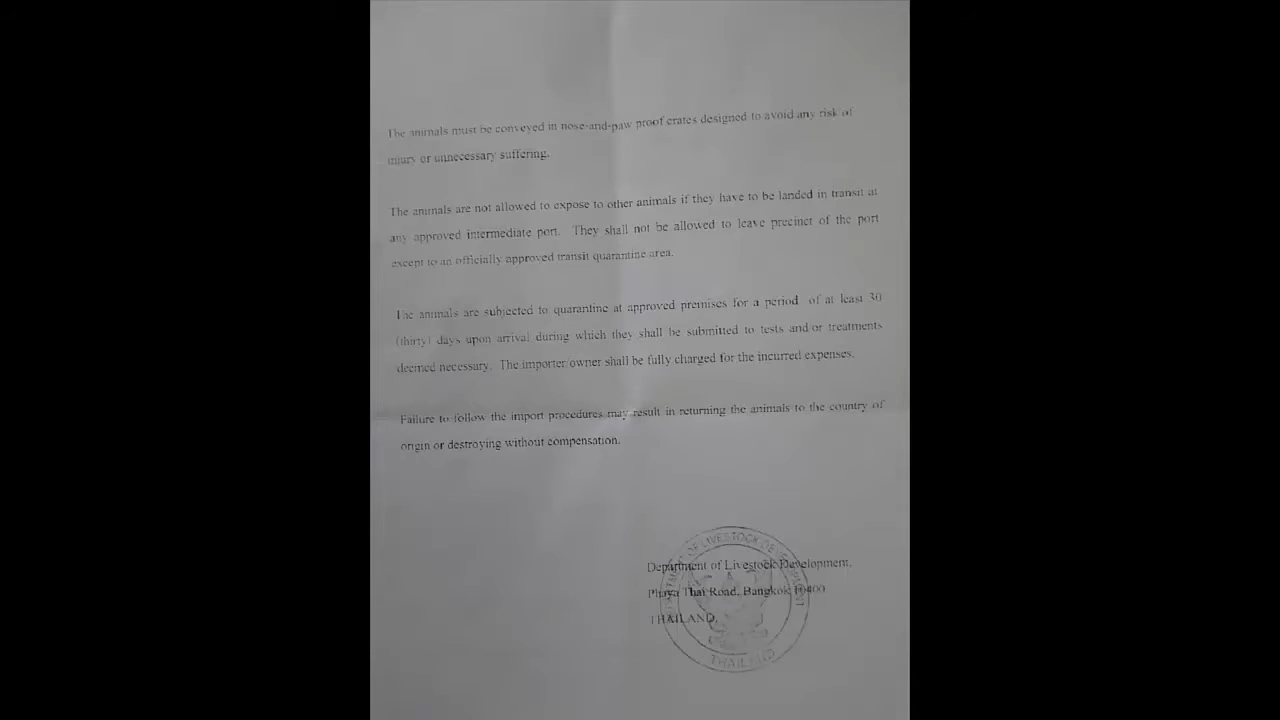 The animals must be conveyed in nose-and-paw proof crates designed to avoid any risk of
injury or unnecessary suffering.
The animals are not allowed to expose to other animals if they have to be landed in transit at
any approved intermediate port. They shall not be allowed to leave precinct of the port
except to an officially approved transit quarantine area.
The animals are subjected to quarantine at approved premises for a period of at least 30
(thirty) days upon arrival during which they shall be submitted to tests and/or treatments
deemed necessary. The importer/owner shall be fully charged for the incurred expenses.
Failure to follow the import procedures may result in returning the animals to the country of
origin or destroying without compensation.
DEPARTMENT OF LIVESTOCK DEVELOPMENT
Department of Livestock Development,
Phaya Thai Road, Bangkok 10400
THAILAND.
THAILAND